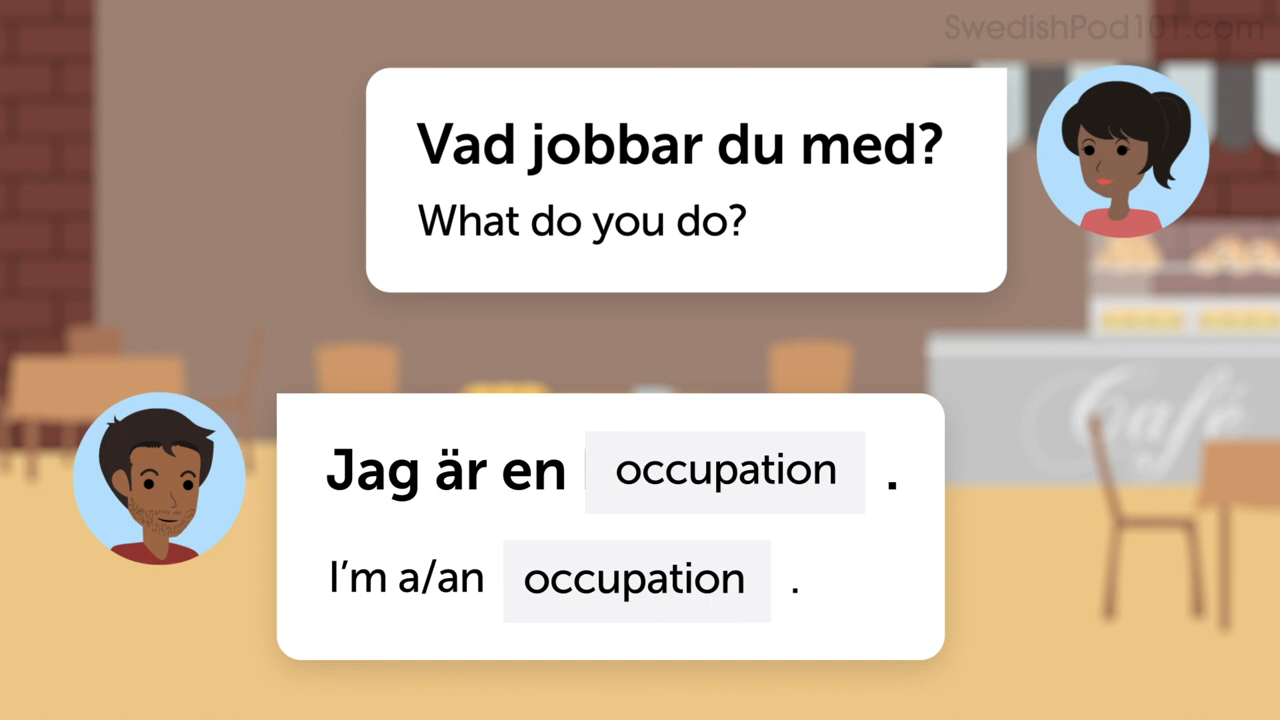 SwedishPod101.com
Vad jobbar du med?
What do you do?
Jag är en occupation .
I'm a/an occupation .
Café